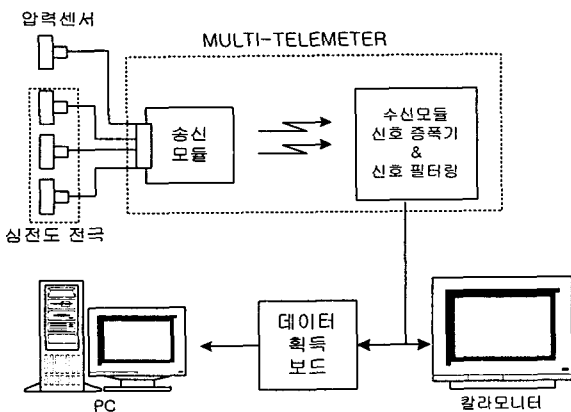 압력센서
MULTI-TELEMETER
송신
모듈
수신모듈
신호 증폭기
&
신호 필터링
심전도 전극
데이터
획득
보드
PC
칼라모니터